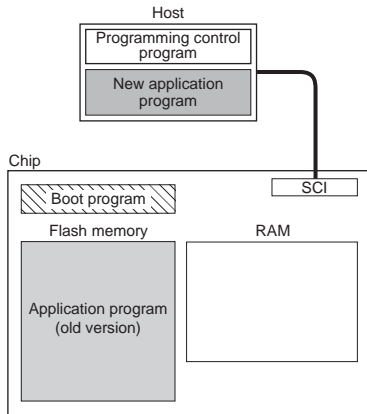 Host
Programming control
program
New application
program
Chip
SCI
Boot program
Flash memory
RAM
Application program
(old version)